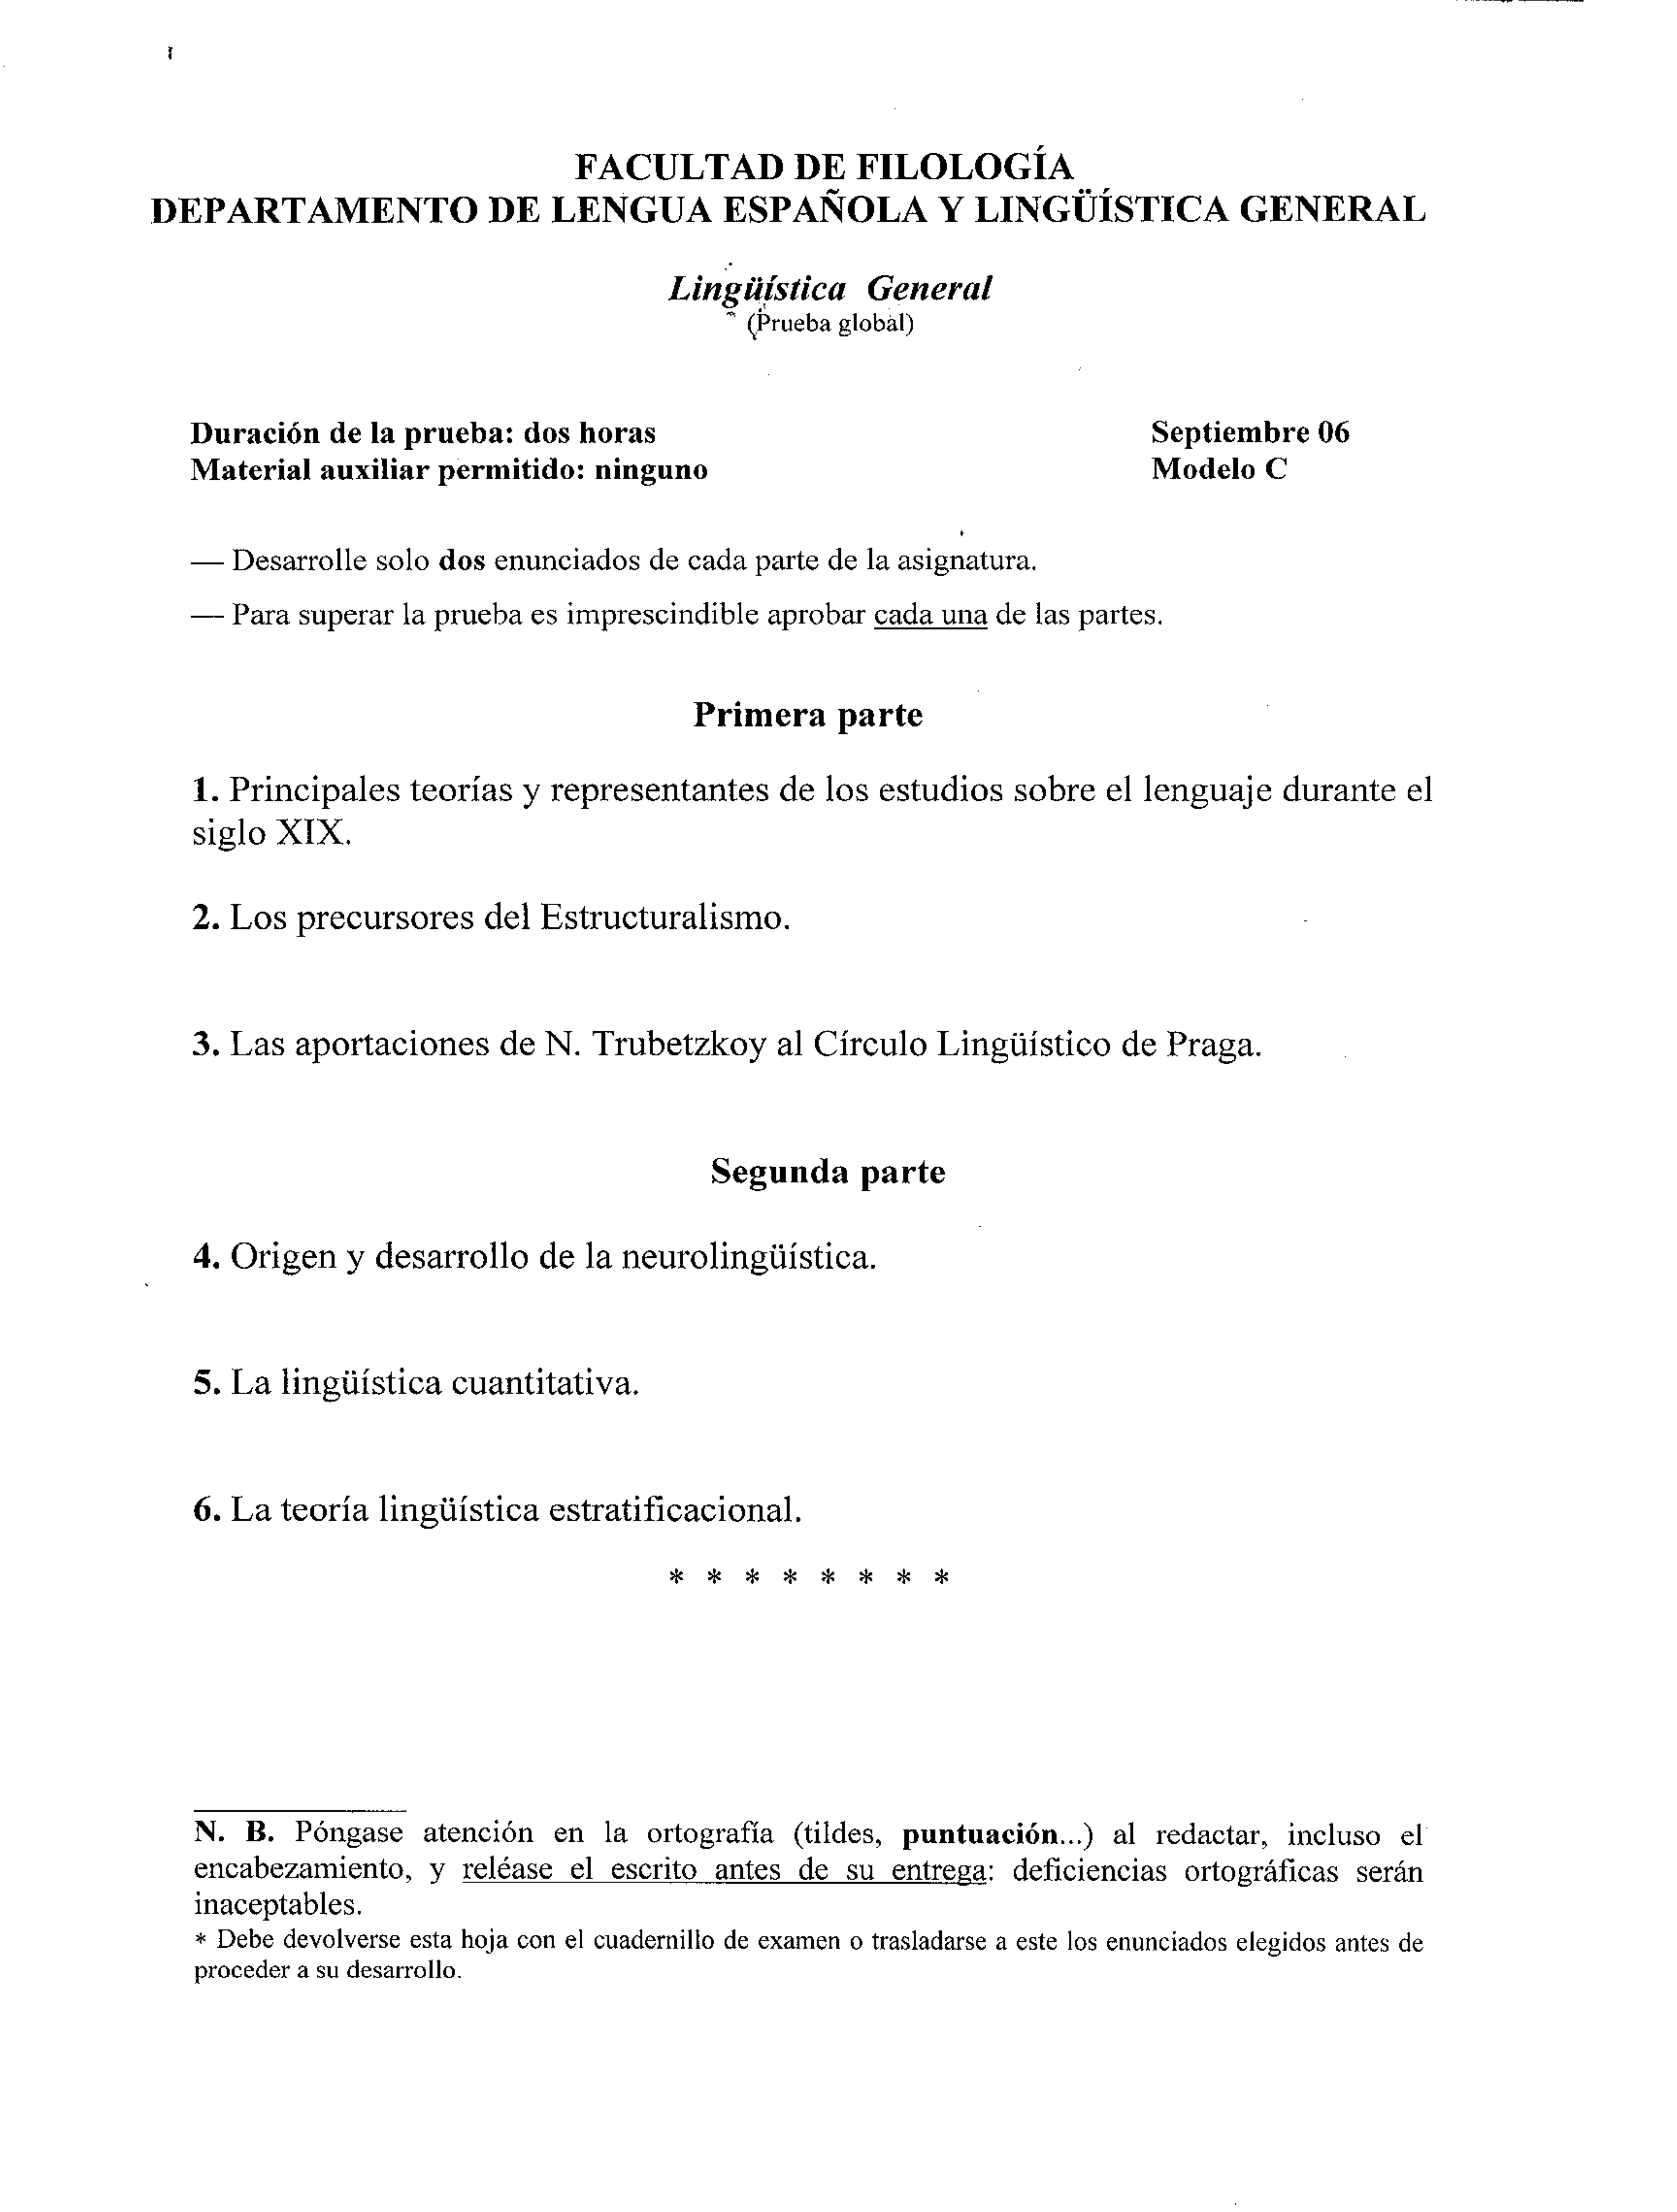 FACULTAD DE FILOLOGÍA
DEPARTAMENTO DE LENGUA ESPAÑOLA Y LINGÜÍSTICA GENERAL
Lingüística General
(Prueba global)
Duración de la prueba: dos horas
Septiembre 06
Material auxiliar permitido: ninguno
Modelo C
— Desarrolle solo dos enunciados de cada parte de la asignatura.
— Para superar la prueba es imprescindible aprobar cada una de las partes.
Primera parte
1. Principales teorías y representantes de los estudios sobre el lenguaje durante el
siglo XIX.
2. Los precursores del Estructuralismo.
3. Las aportaciones de N. Trubetzkoy al Círculo Lingüístico de Praga.
Segunda parte
4. Origen y desarrollo de la neurolingüística.
5. La lingüística cuantitativa.
6. La teoría lingüística estratificacional.
* * * * * * * *
N. B. Póngase atención en la ortografía (tildes, puntuación...) al redactar, incluso el
encabezamiento, y reléase el escrito antes de su entrega: deficiencias ortográficas serán
inaceptables.
* Debe devolverse esta hoja con el cuadernillo de examen o trasladarse a este los enunciados elegidos antes de
proceder a su desarrollo.